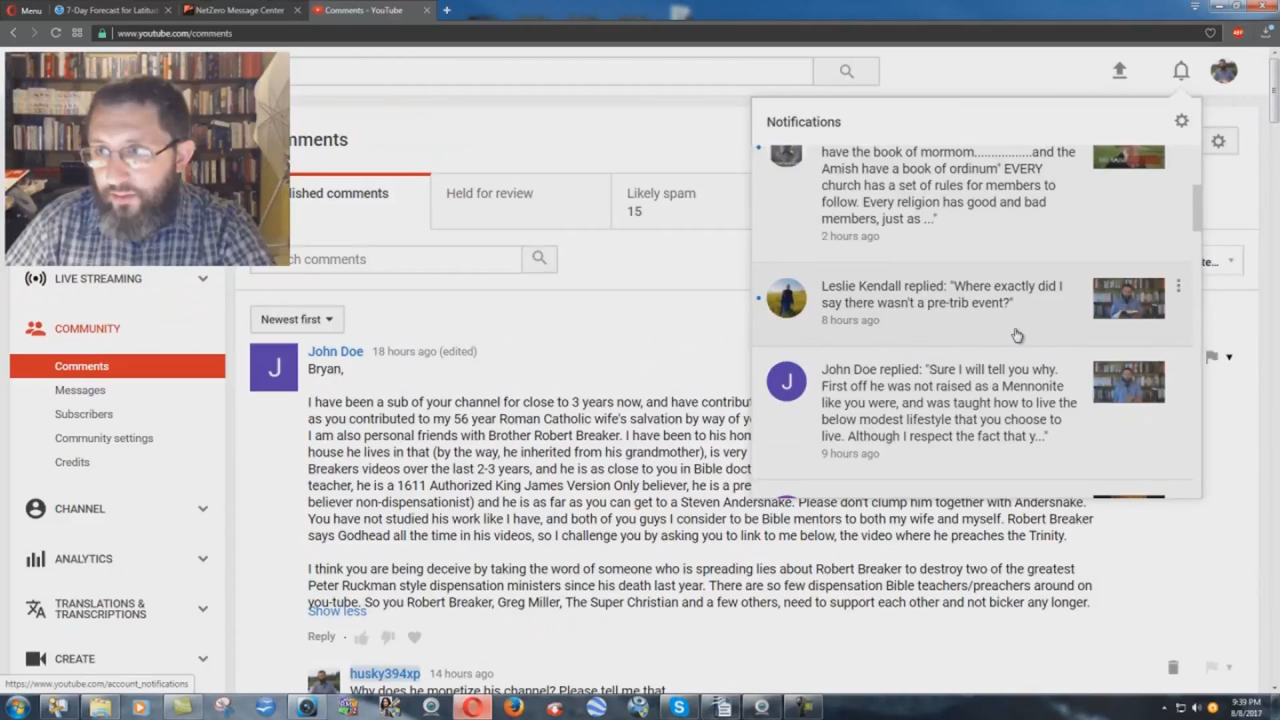 Menu
7-Day Forecast for Latitud
NetZero Message Center
Comments - YouTube
www.youtube.com/comments
Notifications
mments
lished comments
Held for review
Likely spam
15
ch comments
te...
have the book of mormom................and the
Amish have a book of ordinum" EVERY
church has a set of rules for members to
follow. Every religion has good and bad
members, just as ..."
2 hours ago
Leslie Kendall replied: "Where exactly did I
say there wasn't a pre-trib event?"
8 hours ago
John Doe replied: "Sure I will tell you why.
First off he was not raised as a Mennonite
like you were, and was taught how to live the
below modest lifestyle that you choose to
live. Although I respect the fact that y..."
9 hours ago
LIVE STREAMING
COMMUNITY
Comments
Messages
Subscribers
Community settings
Credits
CHANNEL
ANALYTICS
TRANSLATIONS &
CONTRIBUTIONS
CREATE
Newest first
J
John Doe 18 hours ago (edited)
Bryan,
I have been a sub of your channel for close to 3 years now, and have contribut
as you contributed to my 56 year Roman Catholic wife's salvation by way of yo
I am also personal friends with Brother Robert Breaker. I have been to his hom
house he lives in that (by the way, he inherited from his grandmother), is very
Breakers videos over the last 2-3 years, and he is as close to you in Bible doct
teacher, he is a 1611 Authorized King James Version Only believer, he is a pre
believer non-dispensationist) and he is as far as you can get to a Steven Andersnake. Please don't clump him together with Andersnake.
You have not studied his work like I have, and both of you guys I consider to be Bible mentors to both my wife and myself. Robert Breaker
says Godhead all the time in his videos, so I challenge you by asking you to link to me below, the video where he preaches the Trinity.
I think you are being deceive by taking the word of someone who is spreading lies about Robert Breaker to destroy two of the greatest
Peter Ruckman style dispensation ministers since his death last year. There are so few dispensation Bible teachers/preachers around on
you-tube. So you Robert Breaker, Greg Miller, The Super Christian and a few others, need to support each other and not bicker any longer.
Show less
Reply
husky394xp 14 hours ago
Why does he monetize his channel? Please tell me that
https://www.youtube.com/account_notifications
9:39 PM
8/8/2017